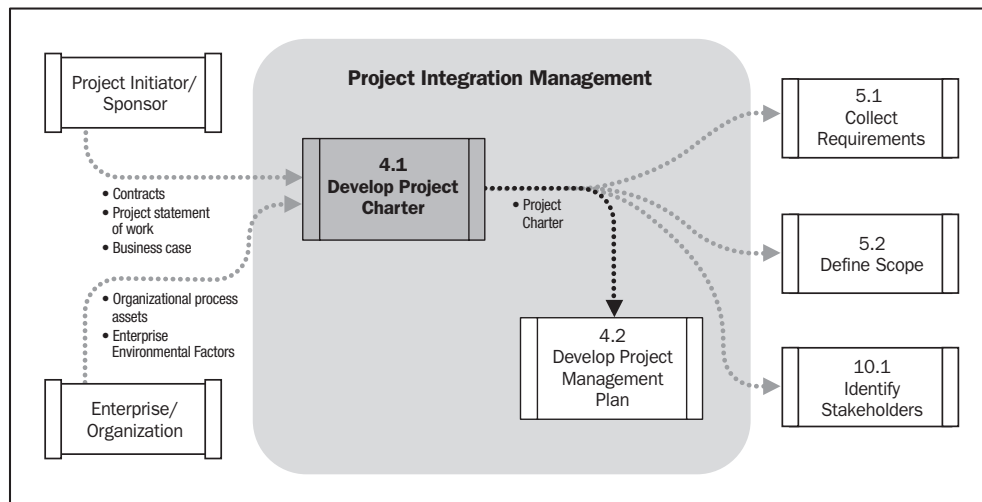 Project Initiator/
Sponsor
• Contracts
• Project statement
of work
• Business case
• Organizational process
assets
• Enterprise
Environmental Factors
Enterprise/
Organization
Project Integration Management
4.1
Develop Project
Charter
• Project
Charter
4.2
Develop Project
Management
Plan
5.1
Collect
Requirements
5.2
Define Scope
10.1
Identify
Stakeholders